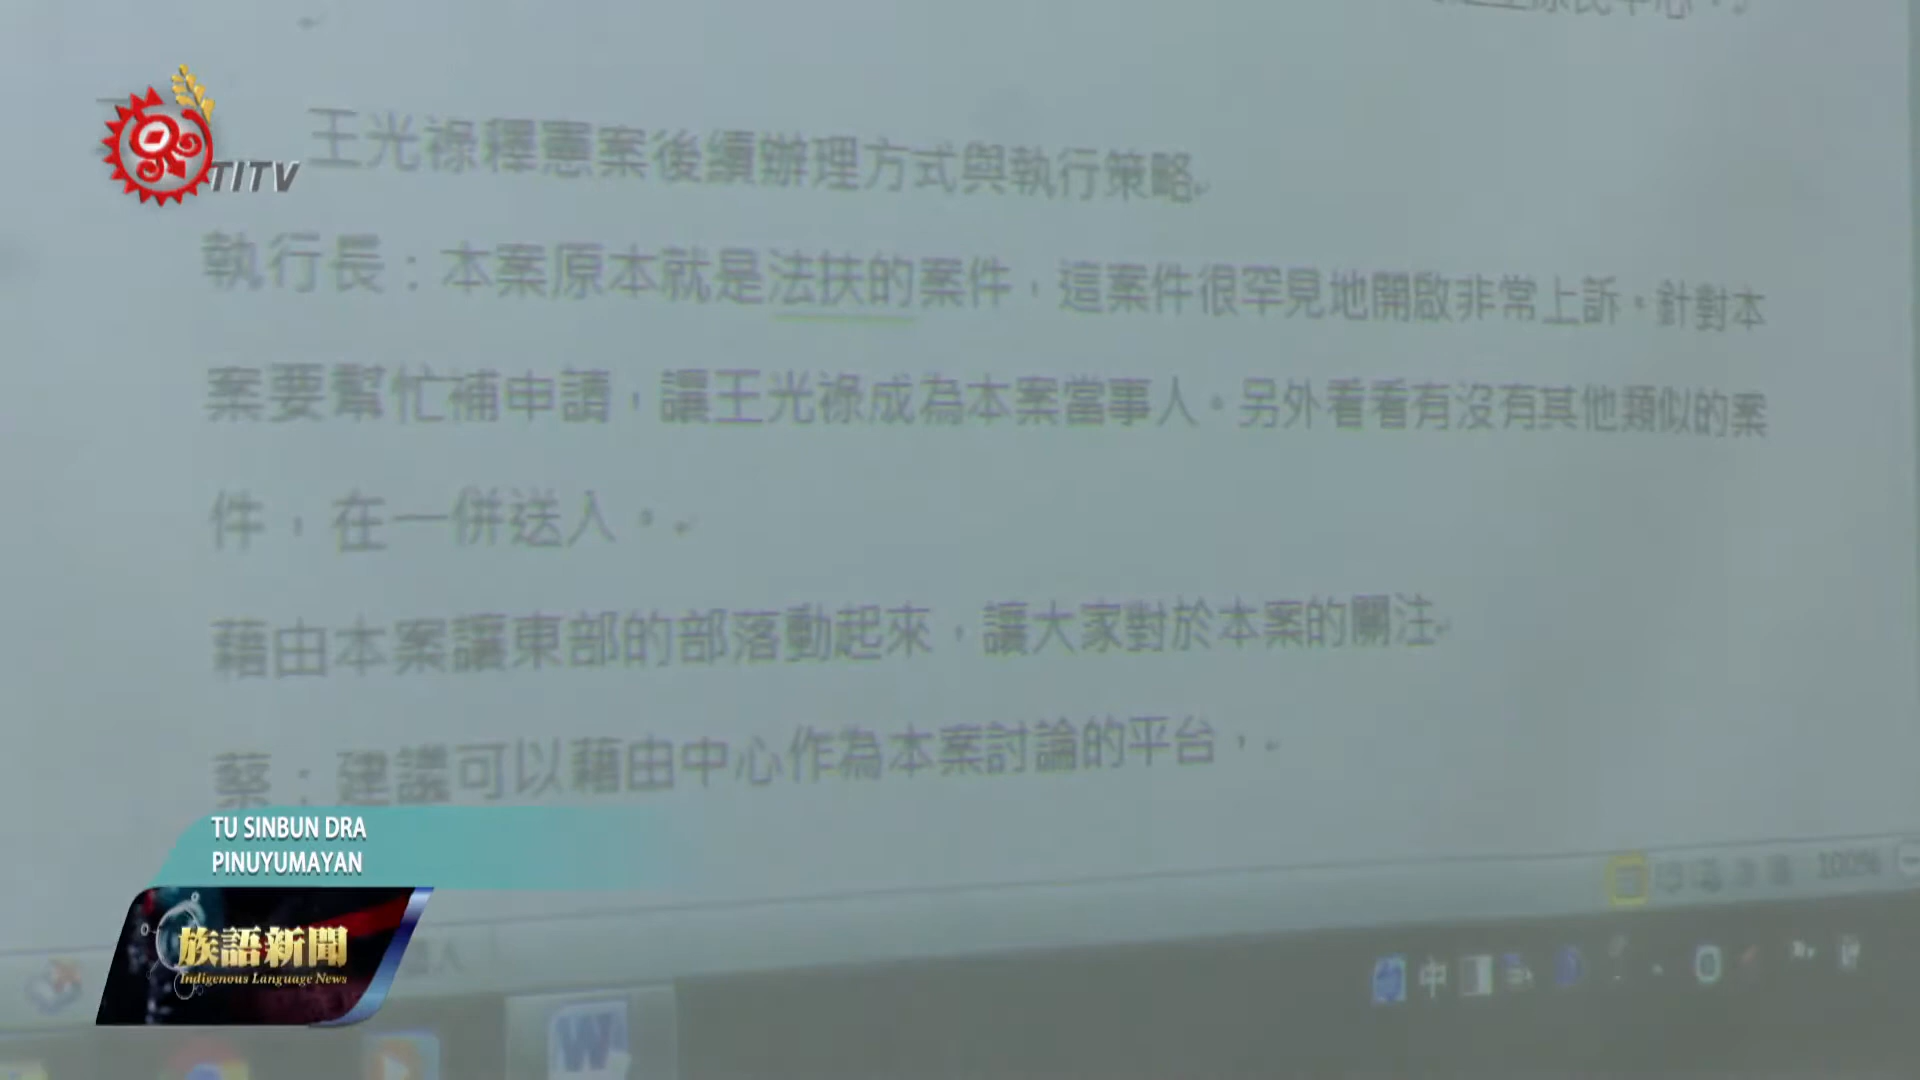 TITV
王光祿釋憲案後續辦理方式與執行策略
執行長：本案原本就是法扶的案件，這案件很罕見地開啟非常上訴。針對本
案要幫忙補申請，讓王光祿成為本案當事人。另外看看有沒有其他類似的案
件，在一併送入。
藉由本案讓東部的部落動起來，讓大家對於本案的關注
蔡：建議可以藉由中心作為本案討論的平台，
TU SINBUN DRA
PINUYUMAYAN
100%
族語新聞
Indigenous Language News
中
W